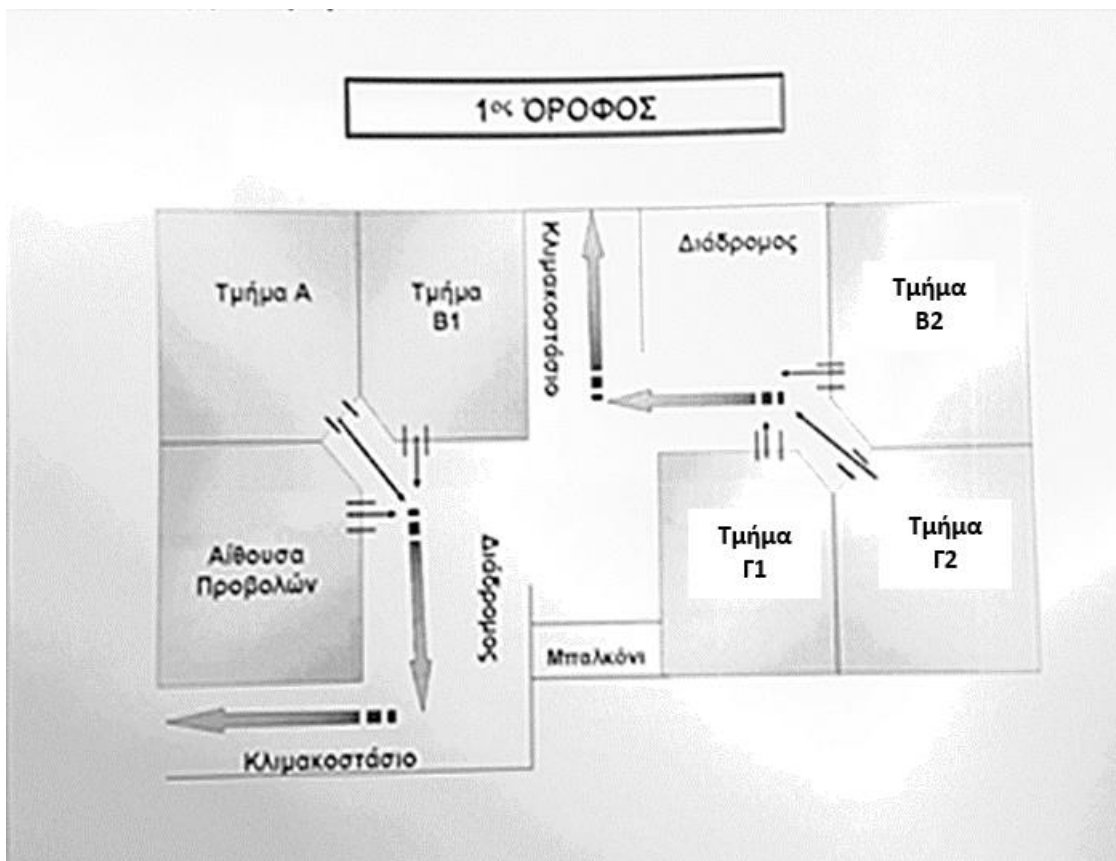 1ος ΌΡΟΦΟΣ
Τμήμα Α
Τμήμα
Β1
Κλιμακοστάσιο
Διάδρομος
Τμήμα
Β2
Αίθουσα
Προβολών
Διάδρομος
Τμήμα
Γ1
Τμήμα
Γ2
Μπαλκόνι
Κλιμακοστάσιο